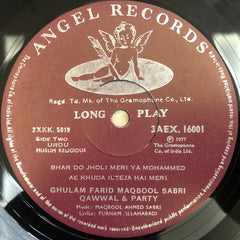 ANGEL RECORDS
Regd. Td. Mk. of The Gramophone Co., Ltd.
LONG PLAY
2XKK. 5019
3AEX. 16001
Side Two
URDU
MUSLIM RELIGIOUS
℗ 1977
The Gramophone
Co. of India Ltd.
BHAR DO JHOLI MERI YA MOHAMMED
AE KHUDA ILTEJA HAI MERI
GHULAM FARID MAQBOOL SABRI
QAWWAL & PARTY
Music: MAQBOOL AHMED SABRI
Lyrics: PURNAM ALLAHABADI